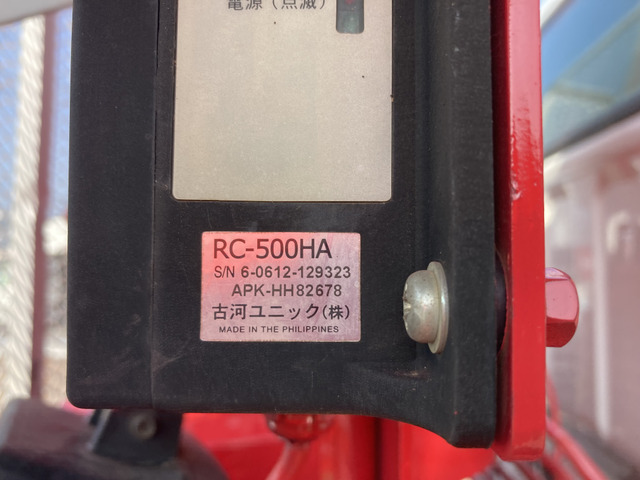 電源(点滅)
RC-500HA
S/N 6-0612-129323
APK-HH82678
古河ユニック(株)
MADE IN THE PHILIPPINES